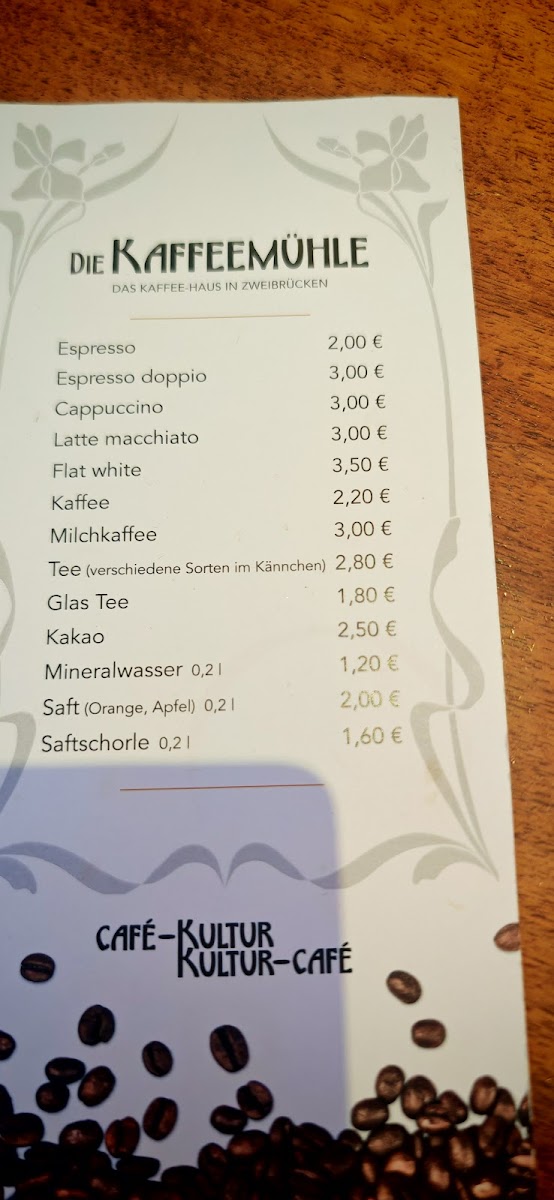 DIE KAFFEEMÜHLE
DAS KAFFEE-HAUS IN ZWEIBRÜCKEN
Espresso 2,00 €
Espresso doppio 3,00 €
Cappuccino 3,00 €
Latte macchiato 3,00 €
Flat white 3,50 €
Kaffee 2,20 €
Milchkaffee 3,00 €
Tee (verschiedene Sorten im Kännchen) 2,80 €
Glas Tee 1,80 €
Kakao 2,50 €
Mineralwasser 0,2 l 1,20 €
Saft (Orange, Apfel) 0,2 l 2,00 €
Saftschorle 0,2 l 1,60 €
CAFÉ-KULTUR
KULTUR-CAFÉ